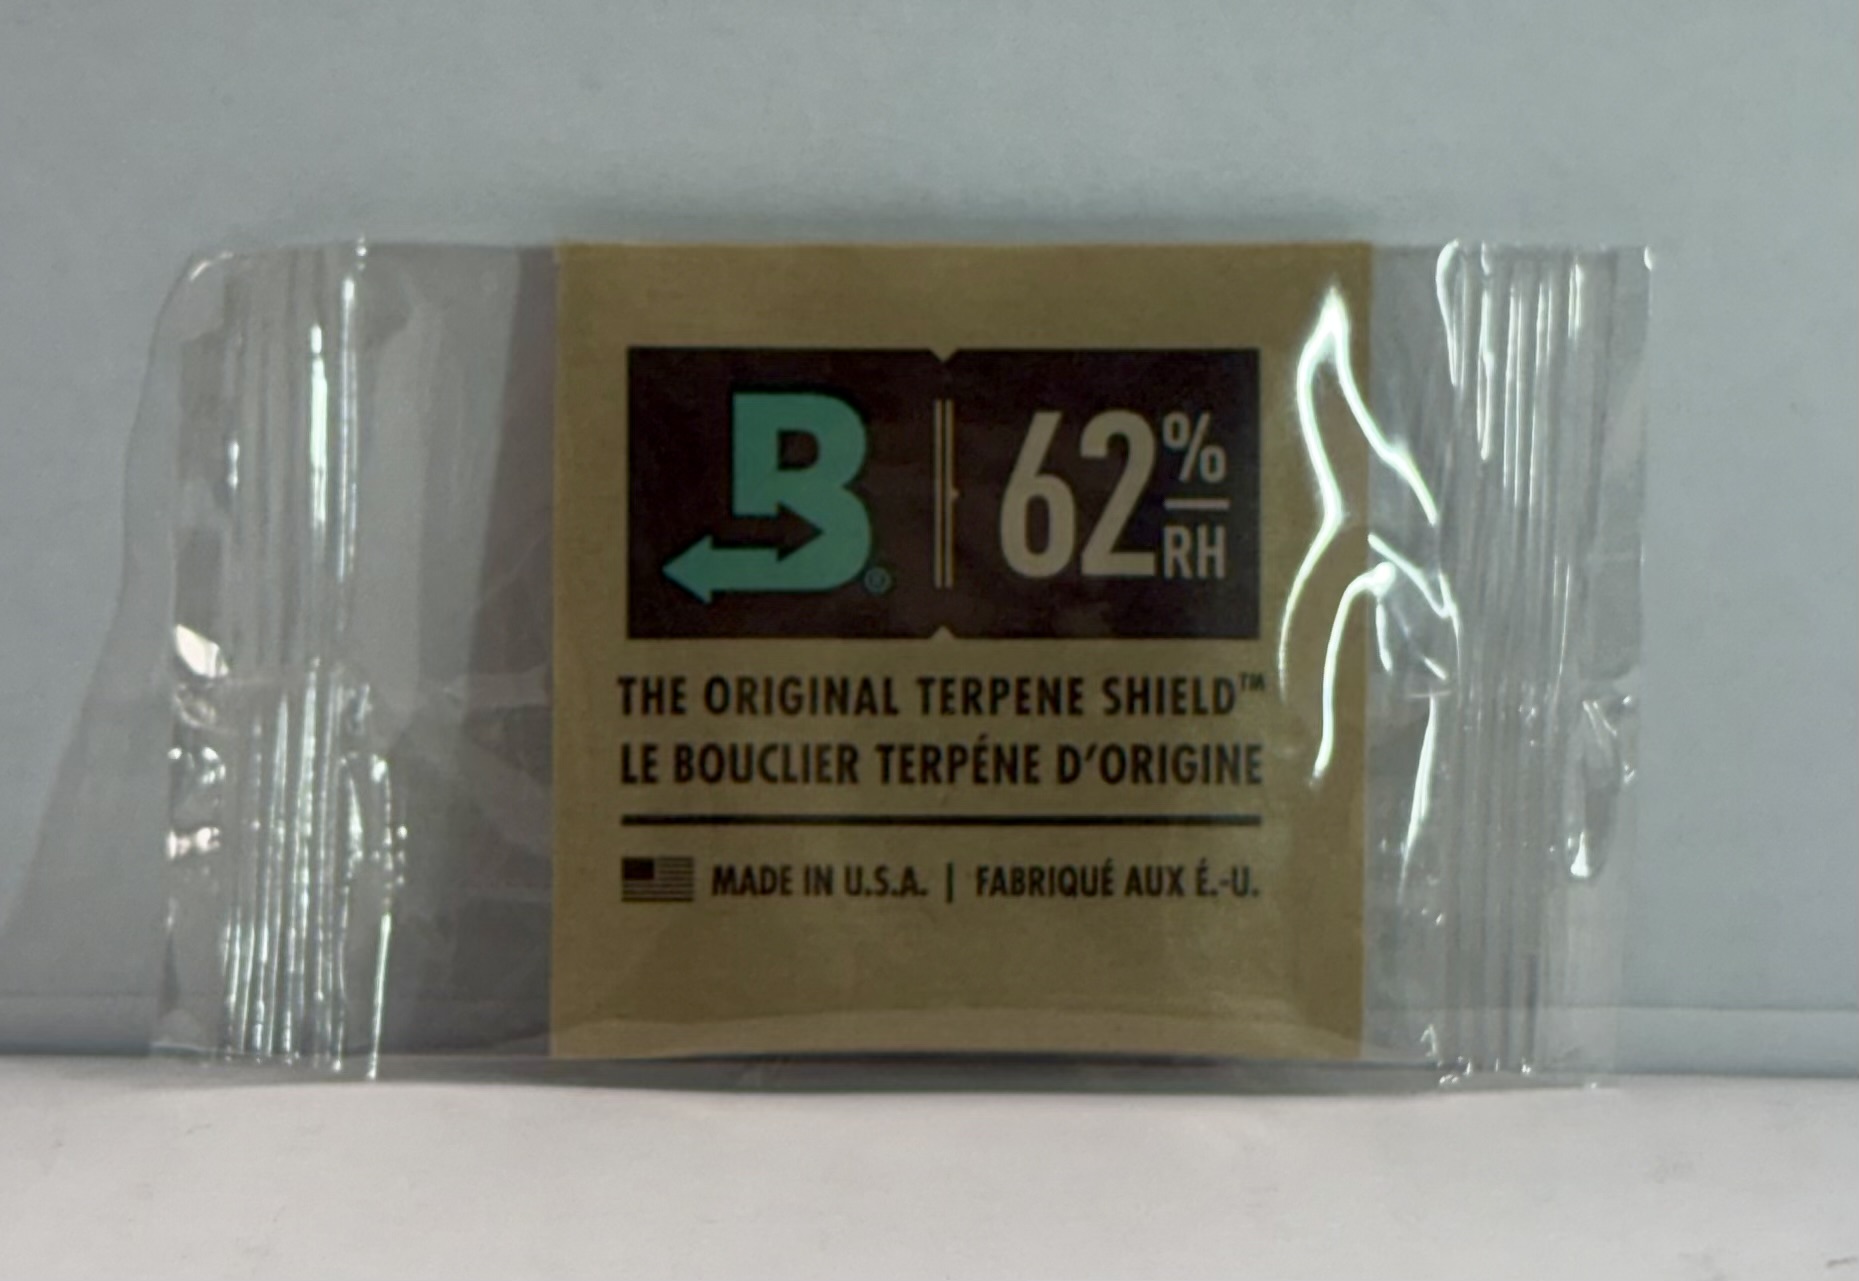 B® 62% RH
THE ORIGINAL TERPENE SHIELD™
LE BOUCLIER TERPÉNE D'ORIGINE
MADE IN U.S.A. | FABRIQUÉ AUX É.-U.